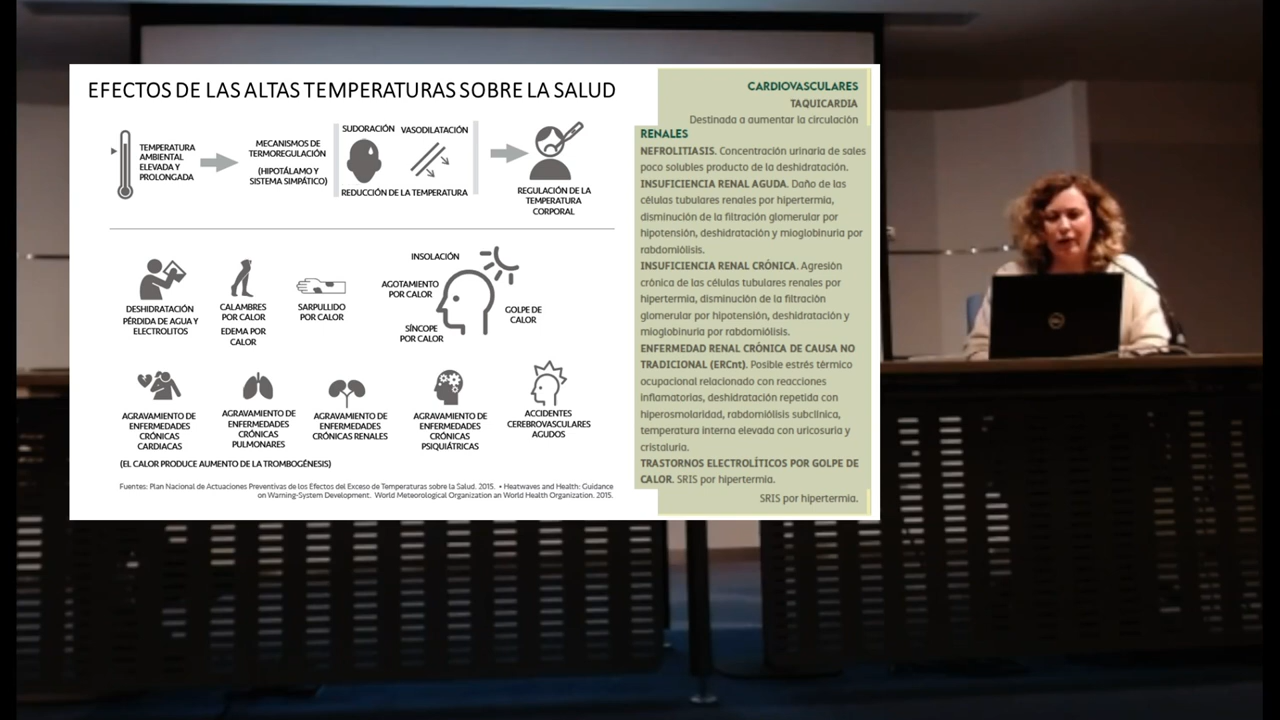 EFECTOS DE LAS ALTAS TEMPERATURAS SOBRE LA SALUD
TEMPERATURA
AMBIENTAL
ELEVADA Y
PROLONGADA
MECANISMOS DE
TERMOREGULACIÓN
(HIPOTÁLAMO Y
SISTEMA SIMPÁTICO)
SUDORACIÓN
VASODILATACIÓN
REDUCCIÓN DE LA TEMPERATURA
REGULACIÓN DE LA
TEMPERATURA
CORPORAL
DESHIDRATACIÓN
PÉRDIDA DE AGUA Y
ELECTROLITOS
CALAMBRES
POR CALOR
EDEMA POR
CALOR
SARPULLIDO
POR CALOR
INSOLACIÓN
AGOTAMIENTO
POR CALOR
SÍNCOPE
POR CALOR
GOLPE DE
CALOR
AGRAVAMIENTO DE
ENFERMEDADES
CRÓNICAS
CARDIACAS
AGRAVAMIENTO DE
ENFERMEDADES
CRÓNICAS
PULMONARES
AGRAVAMIENTO DE
ENFERMEDADES
CRÓNICAS RENALES
AGRAVAMIENTO DE
ENFERMEDADES
CRÓNICAS
PSIQUIÁTRICAS
ACCIDENTES
CEREBROVASCULARES
AGUDOS
(EL CALOR PRODUCE AUMENTO DE LA TROMBOGÉNESIS)
Fuentes: Plan Nacional de Actuaciones Preventivas de los Efectos del Exceso de Temperaturas sobre la Salud. 2015. • Heatwaves and Health: Guidance
on Warning-System Development. World Meteorological Organization an World Health Organization. 2015.
CARDIOVASCULARES
TAQUICARDIA
Destinada a aumentar la circulación
RENALES
NEFROLITIASIS. Concentración urinaria de sales
poco solubles producto de la deshidratación.
INSUFICIENCIA RENAL AGUDA. Daño de las
células tubulares renales por hipertermia,
disminución de la filtración glomerular por
hipotensión, deshidratación y mioglobinuria por
rabdomiólisis.
INSUFICIENCIA RENAL CRÓNICA. Agresión
crónica de las células tubulares renales por
hipertermia, disminución de la filtración
glomerular por hipotensión, deshidratación y
mioglobinuria por rabdomiólisis.
ENFERMEDAD RENAL CRÓNICA DE CAUSA NO
TRADICIONAL (ERCnt). Posible estrés térmico
ocupacional relacionado con reacciones
inflamatorias, deshidratación repetida con
hiperosmolaridad, rabdomiólisis subclínica,
temperatura interna elevada con uricosuria y
cristaluria.
TRASTORNOS ELECTROLÍTICOS POR GOLPE DE
CALOR. SRIS por hipertermia.
SRIS por hipertermia.
DELL